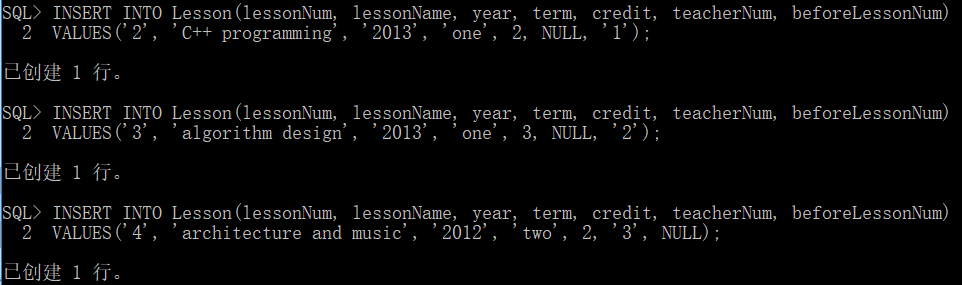 SQL> INSERT INTO Lesson(lessonNum, lessonName, year, term, credit, teacherNum, beforeLessonNum)
  2  VALUES('2', 'C++ programming', '2013', 'one', 2, NULL, '1');
已创建 1 行。
SQL> INSERT INTO Lesson(lessonNum, lessonName, year, term, credit, teacherNum, beforeLessonNum)
  2  VALUES('3', 'algorithm design', '2013', 'one', 3, NULL, '2');
已创建 1 行。
SQL> INSERT INTO Lesson(lessonNum, lessonName, year, term, credit, teacherNum, beforeLessonNum)
  2  VALUES('4', 'architecture and music', '2012', 'two', 2, '3', NULL);
已创建 1 行。